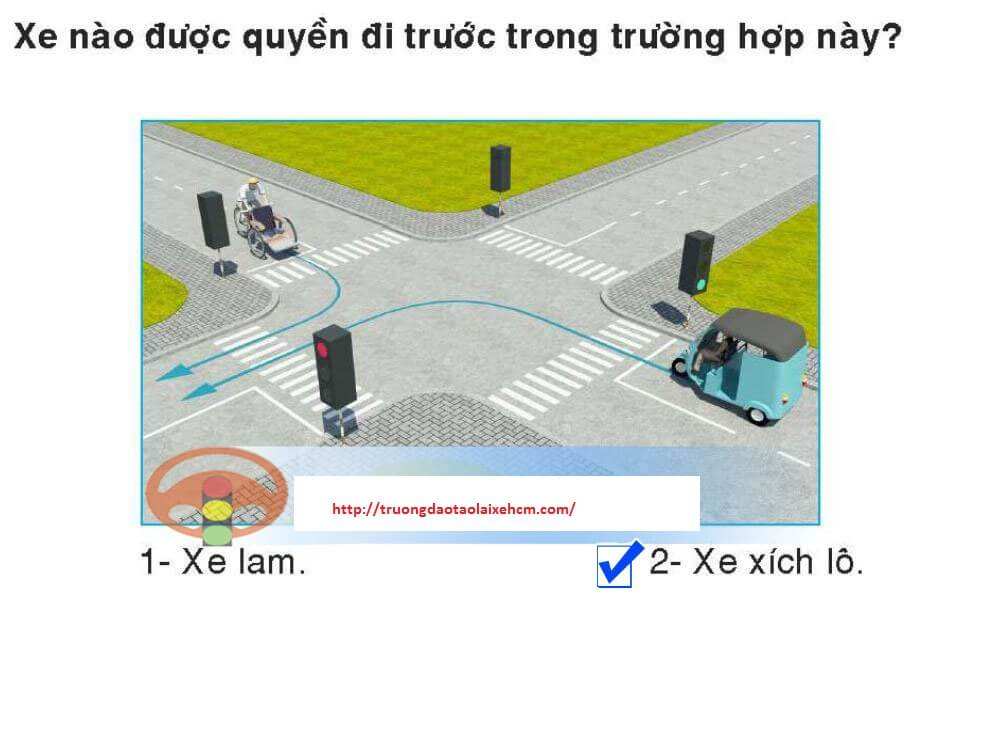 Xe nào được quyền đi trước trong trường hợp này?
http://truongdaotaolaixehcm.com/
1- Xe lam.
2- Xe xích lô.